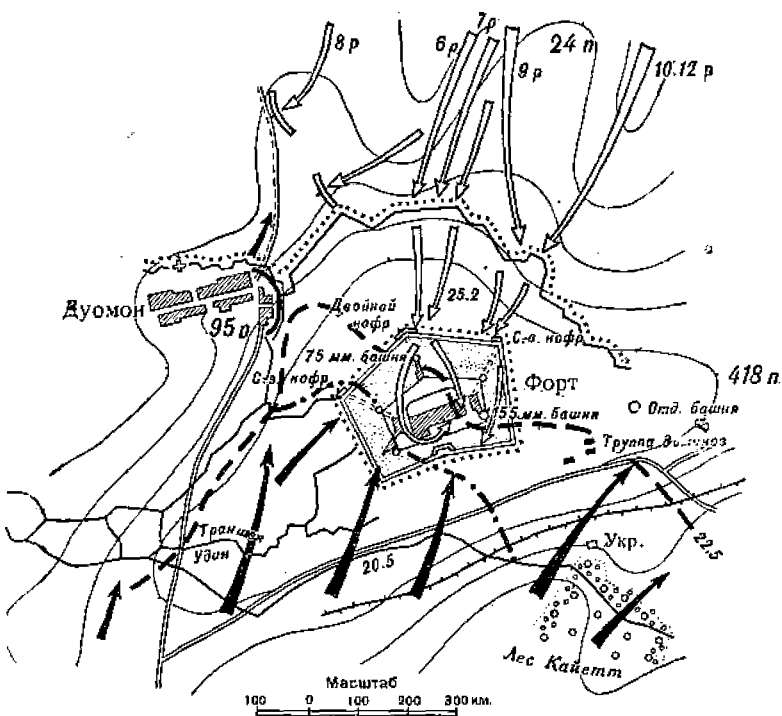 8 р
6 р
7 р
24 п
9 р
10.12 р
25.2
Дуомон
95 п
Двойной
кофр
75 мм. башня
С.-з. кофр
С.-в. кофр
Форт
418 п.
155 мм. башня
Отд. башня
Траншея
Удин
20.5
Укр.
22.5
Лес Кайетт
Масштаб
100 0 100 200 300 км.